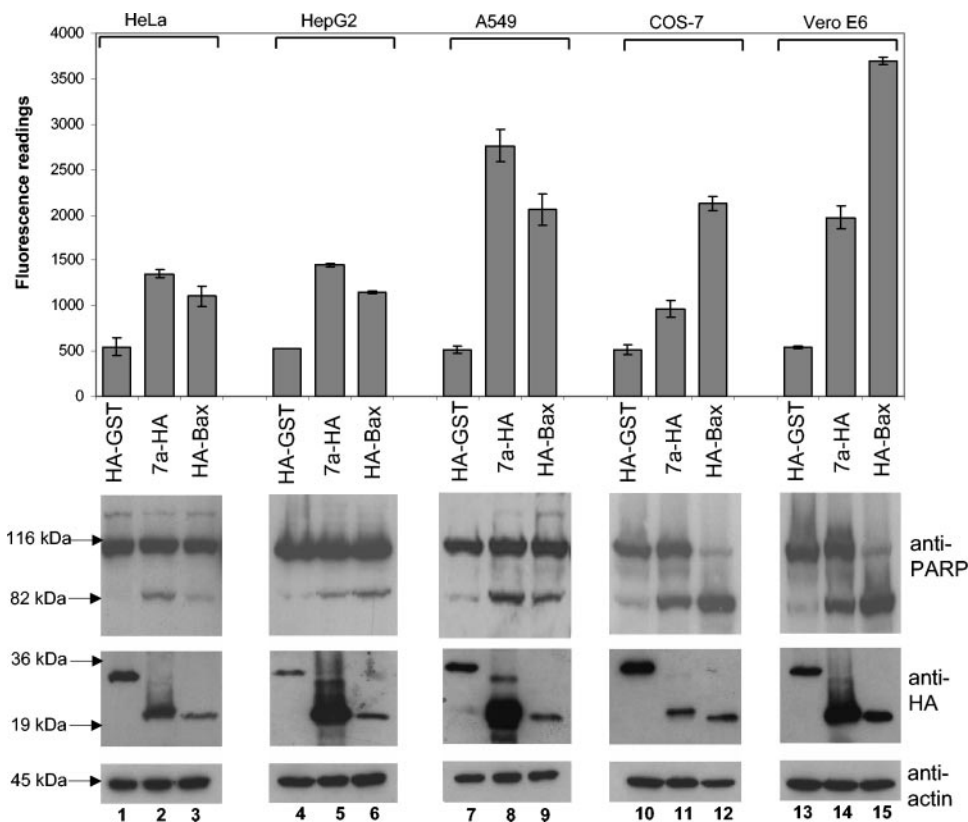 HeLa HepG2 A549 COS-7 Vero E6
4000
3500
3000
2500
2000
1500
1000
500
0
Fluorescence readings
HA-GST 7a-HA HA-Bax HA-GST 7a-HA HA-Bax HA-GST 7a-HA HA-Bax HA-GST 7a-HA HA-Bax HA-GST 7a-HA HA-Bax
116 kDa
82 kDa
anti-
PARP
36 kDa
19 kDa
anti-
HA
45 kDa
anti-
actin
1 2 3 4 5 6 7 8 9 10 11 12 13 14 15